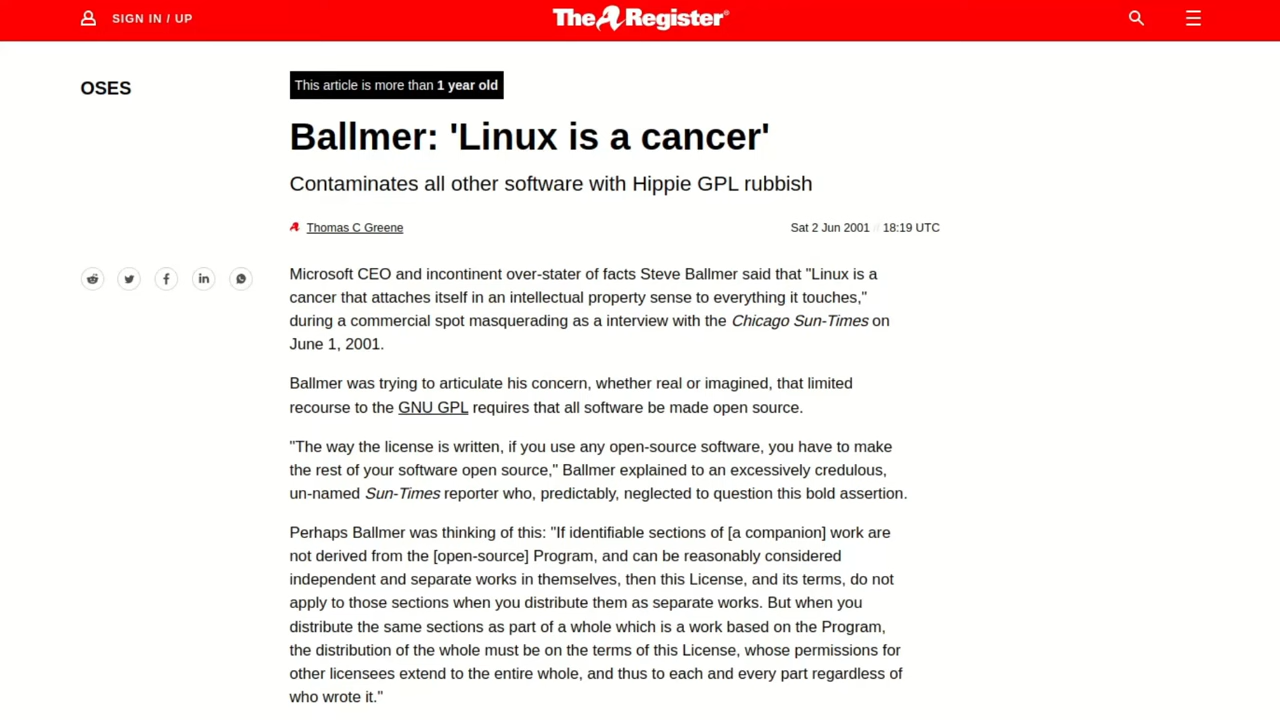 SIGN IN / UP
The Register®
OSES
This article is more than 1 year old
Ballmer: 'Linux is a cancer'
Contaminates all other software with Hippie GPL rubbish
Thomas C Greene
Sat 2 Jun 2001 // 18:19 UTC
Microsoft CEO and incontinent over-stater of facts Steve Ballmer said that "Linux is a
cancer that attaches itself in an intellectual property sense to everything it touches,"
during a commercial spot masquerading as a interview with the Chicago Sun-Times on
June 1, 2001.
Ballmer was trying to articulate his concern, whether real or imagined, that limited
recourse to the GNU GPL requires that all software be made open source.
"The way the license is written, if you use any open-source software, you have to make
the rest of your software open source," Ballmer explained to an excessively credulous,
un-named Sun-Times reporter who, predictably, neglected to question this bold assertion.
Perhaps Ballmer was thinking of this: "If identifiable sections of [a companion] work are
not derived from the [open-source] Program, and can be reasonably considered
independent and separate works in themselves, then this License, and its terms, do not
apply to those sections when you distribute them as separate works. But when you
distribute the same sections as part of a whole which is a work based on the Program,
the distribution of the whole must be on the terms of this License, whose permissions for
other licensees extend to the entire whole, and thus to each and every part regardless of
who wrote it."